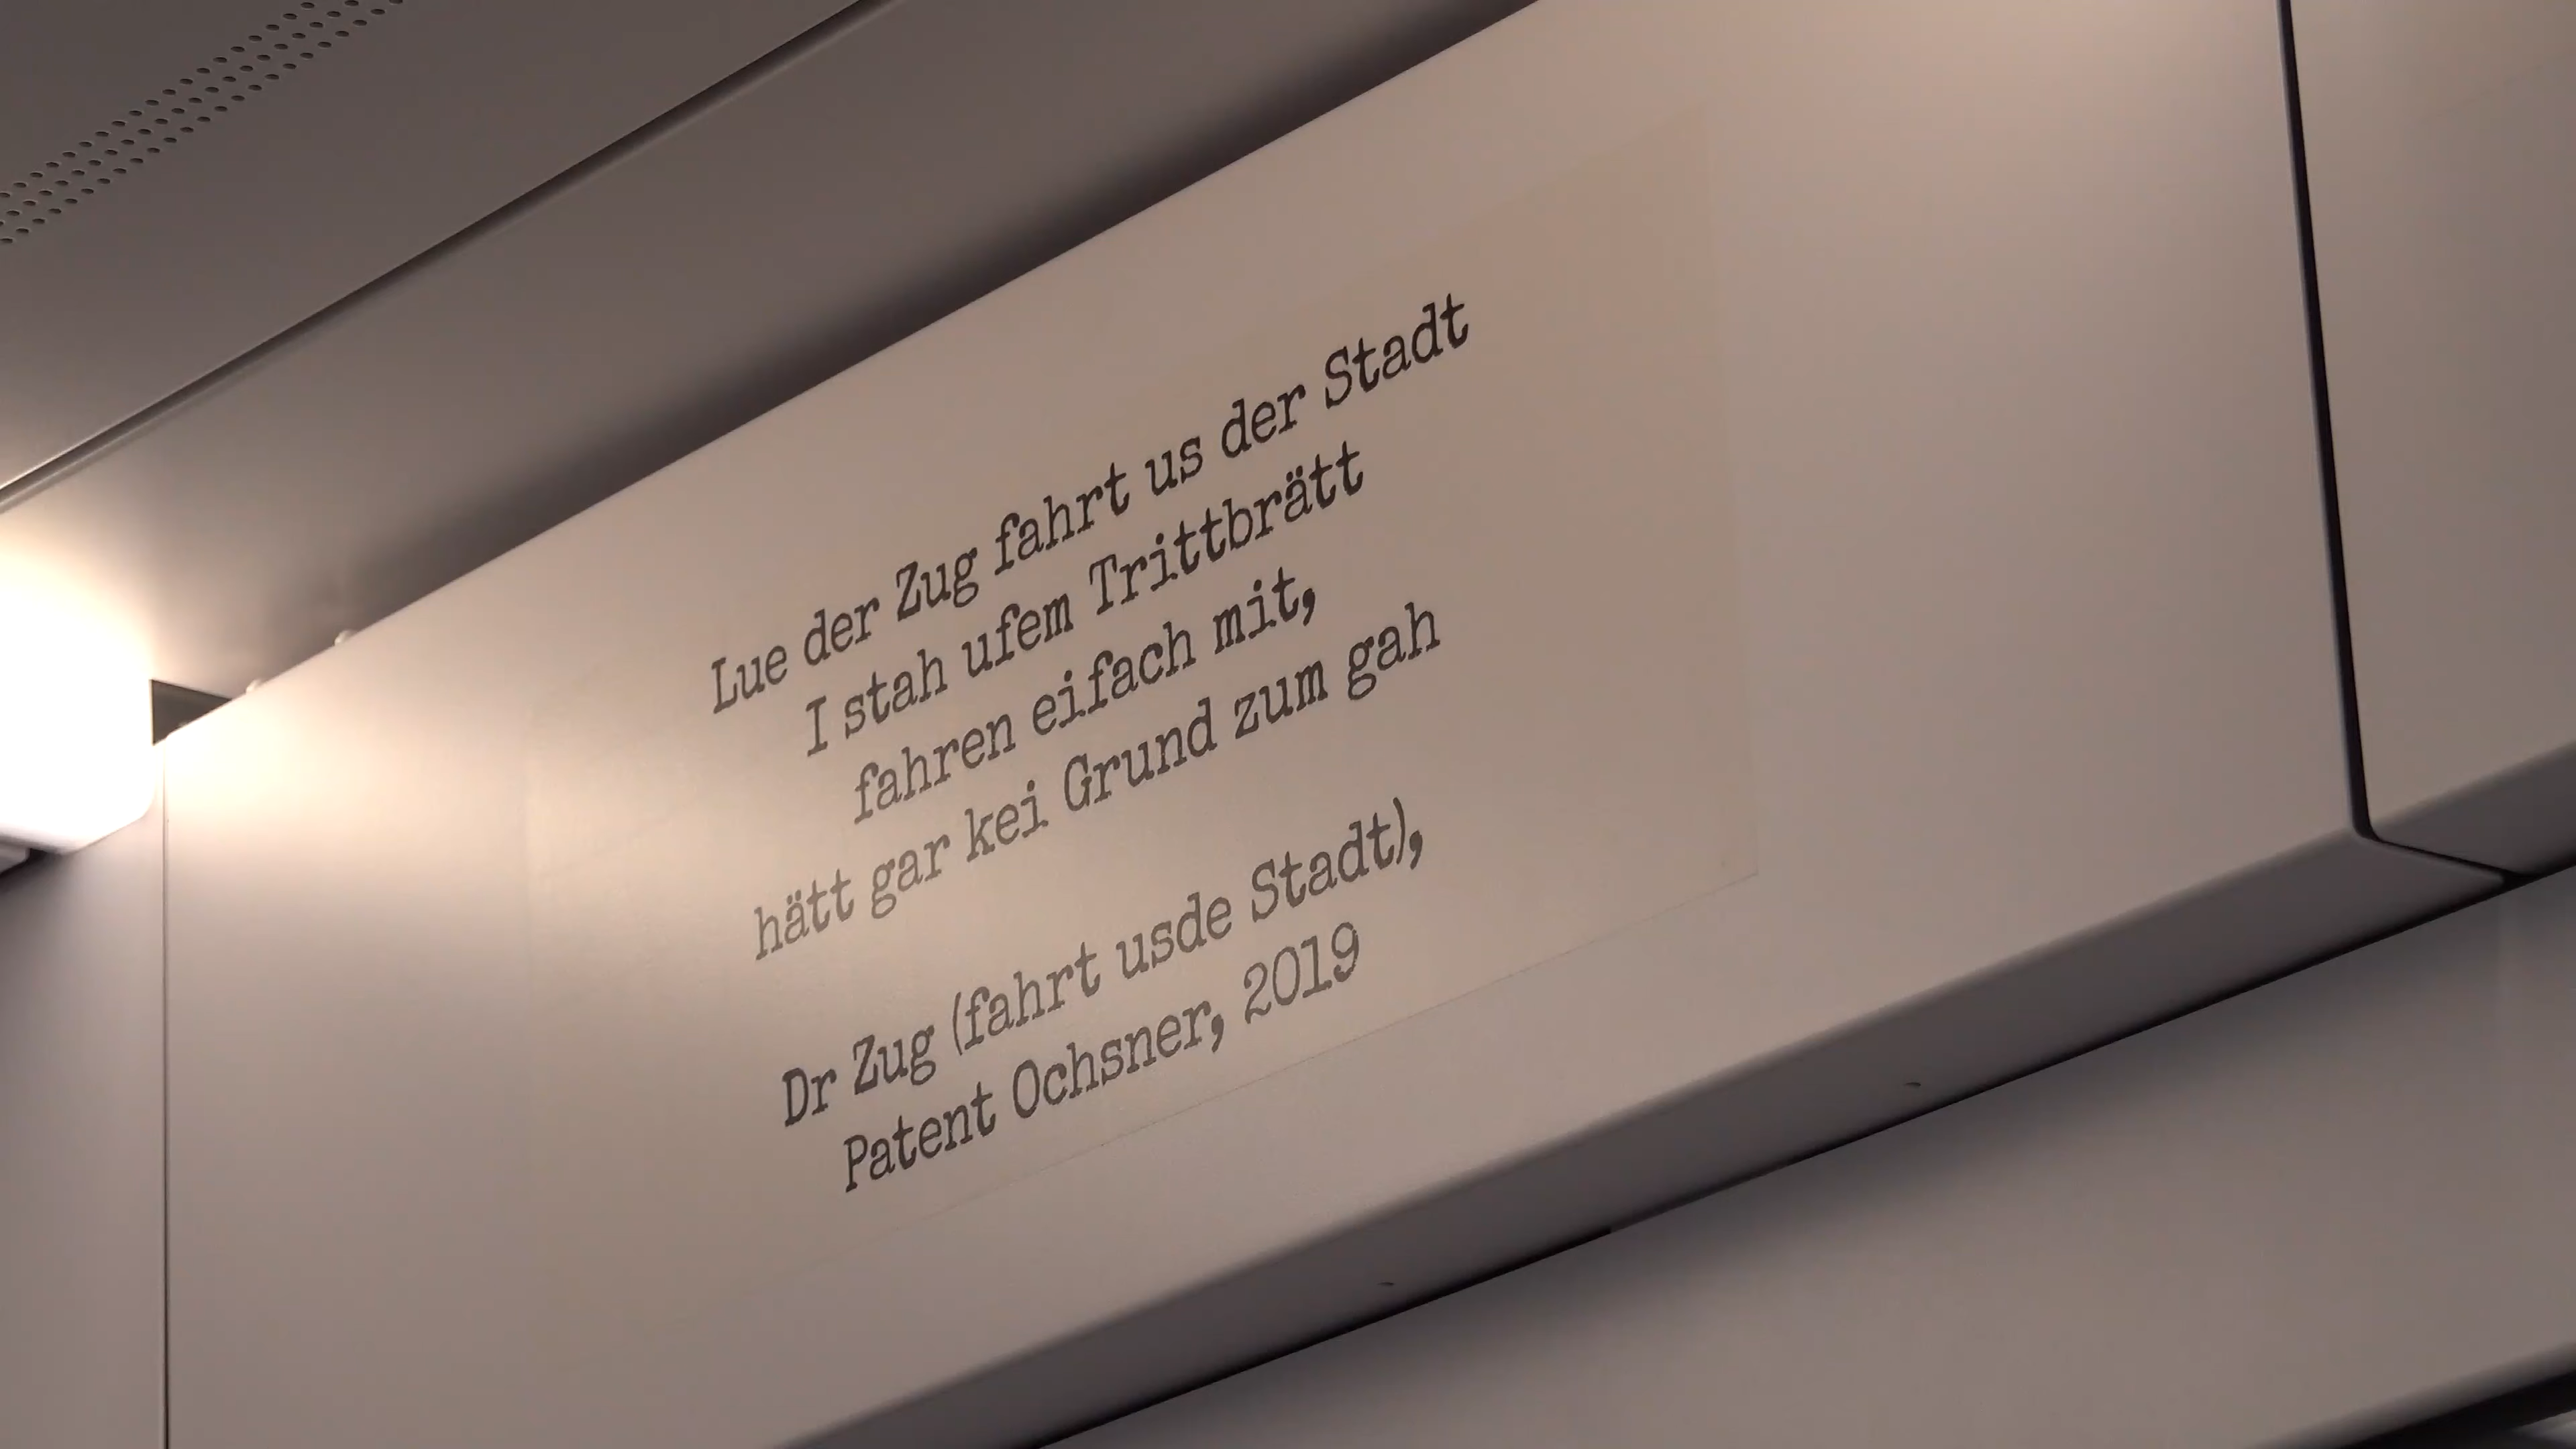 Lue der Zug fahrt us der Stadt
I stah ufem Trittbrätt
fahren eifach mit,
hätt gar kei Grund zum gah
Dr Zug (fahrt usde Stadt),
Patent Ochsner, 2019